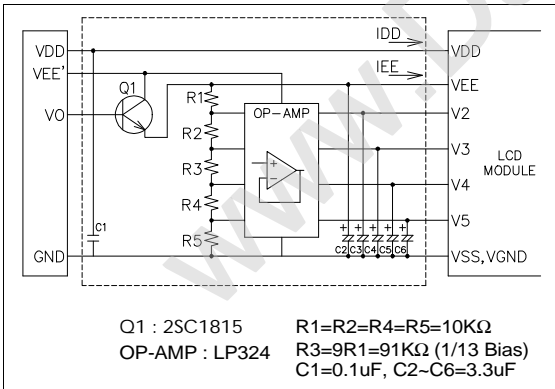 IDD
VDD
VDD
VEE'
IEE
VEE
Q1
R1
OP-AMP
V2
VO
R2
V3
R3
LCD
MODULE
+
-
V4
R4
C1
V5
R5
+ + + + +
C2 C3 C4 C5 C6
GND
VSS, VGND
www.D
Q1 : 2SC1815
R1=R2=R4=R5=10KΩ
OP-AMP : LP324
R3=9R1=91KΩ (1/13 Bias)
C1=0.1uF, C2~C6=3.3uF